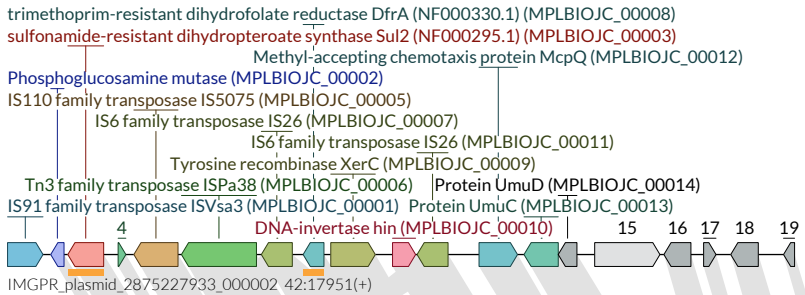 trimethoprim-resistant dihydrofolate reductase DfrA (NF000330.1) (MPLBIOJC_00008)
sulfonamide-resistant dihydropteroate synthase Sul2 (NF000295.1) (MPLBIOJC_00003)
Methyl-accepting chemotaxis protein McpQ (MPLBIOJC_00012)
Phosphoglucosamine mutase (MPLBIOJC_00002)
IS110 family transposase IS5075 (MPLBIOJC_00005)
IS6 family transposase IS26 (MPLBIOJC_00007)
IS6 family transposase IS26 (MPLBIOJC_00011)
Tyrosine recombinase XerC (MPLBIOJC_00009)
Tn3 family transposase ISPa38 (MPLBIOJC_00006) Protein UmuD (MPLBIOJC_00014)
IS91 family transposase ISVsa3 (MPLBIOJC_00001) Protein UmuC (MPLBIOJC_00013)
4 DNA-invertase hin (MPLBIOJC_00010) 15 16 17 18 19
IMGPR_plasmid_2875227933_000002_42:17951(+)